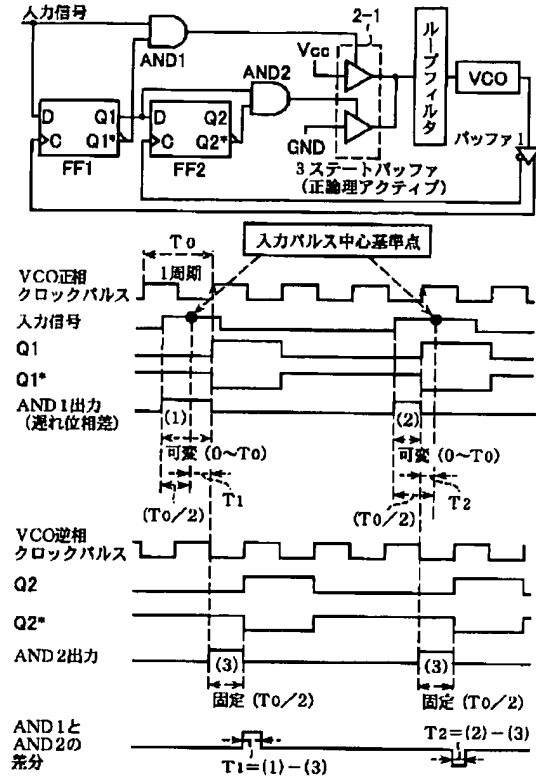 入力信号
AND1
AND2
2-1
Vcc
GND
3ステートバッファ
(正論理アクティブ)
ループフィルタ
VCO
バッファ1
D Q1
C Q1*
FF1
D Q2
C Q2*
FF2
T0
1周期
入力パルス中心基準点
VCO正相
クロックパルス
入力信号
Q1
Q1*
AND1出力
(遅れ位相差)
(1)
(2)
可変 (0~T0)
可変 (0~T0)
(T0/2)
T1
(T0/2)
T2
VCO逆相
クロックパルス
Q2
Q2*
AND2出力
(3)
(3)
固定 (T0/2)
固定 (T0/2)
AND1と
AND2の
差分
T1=(1)-(3)
T2=(2)-(3)